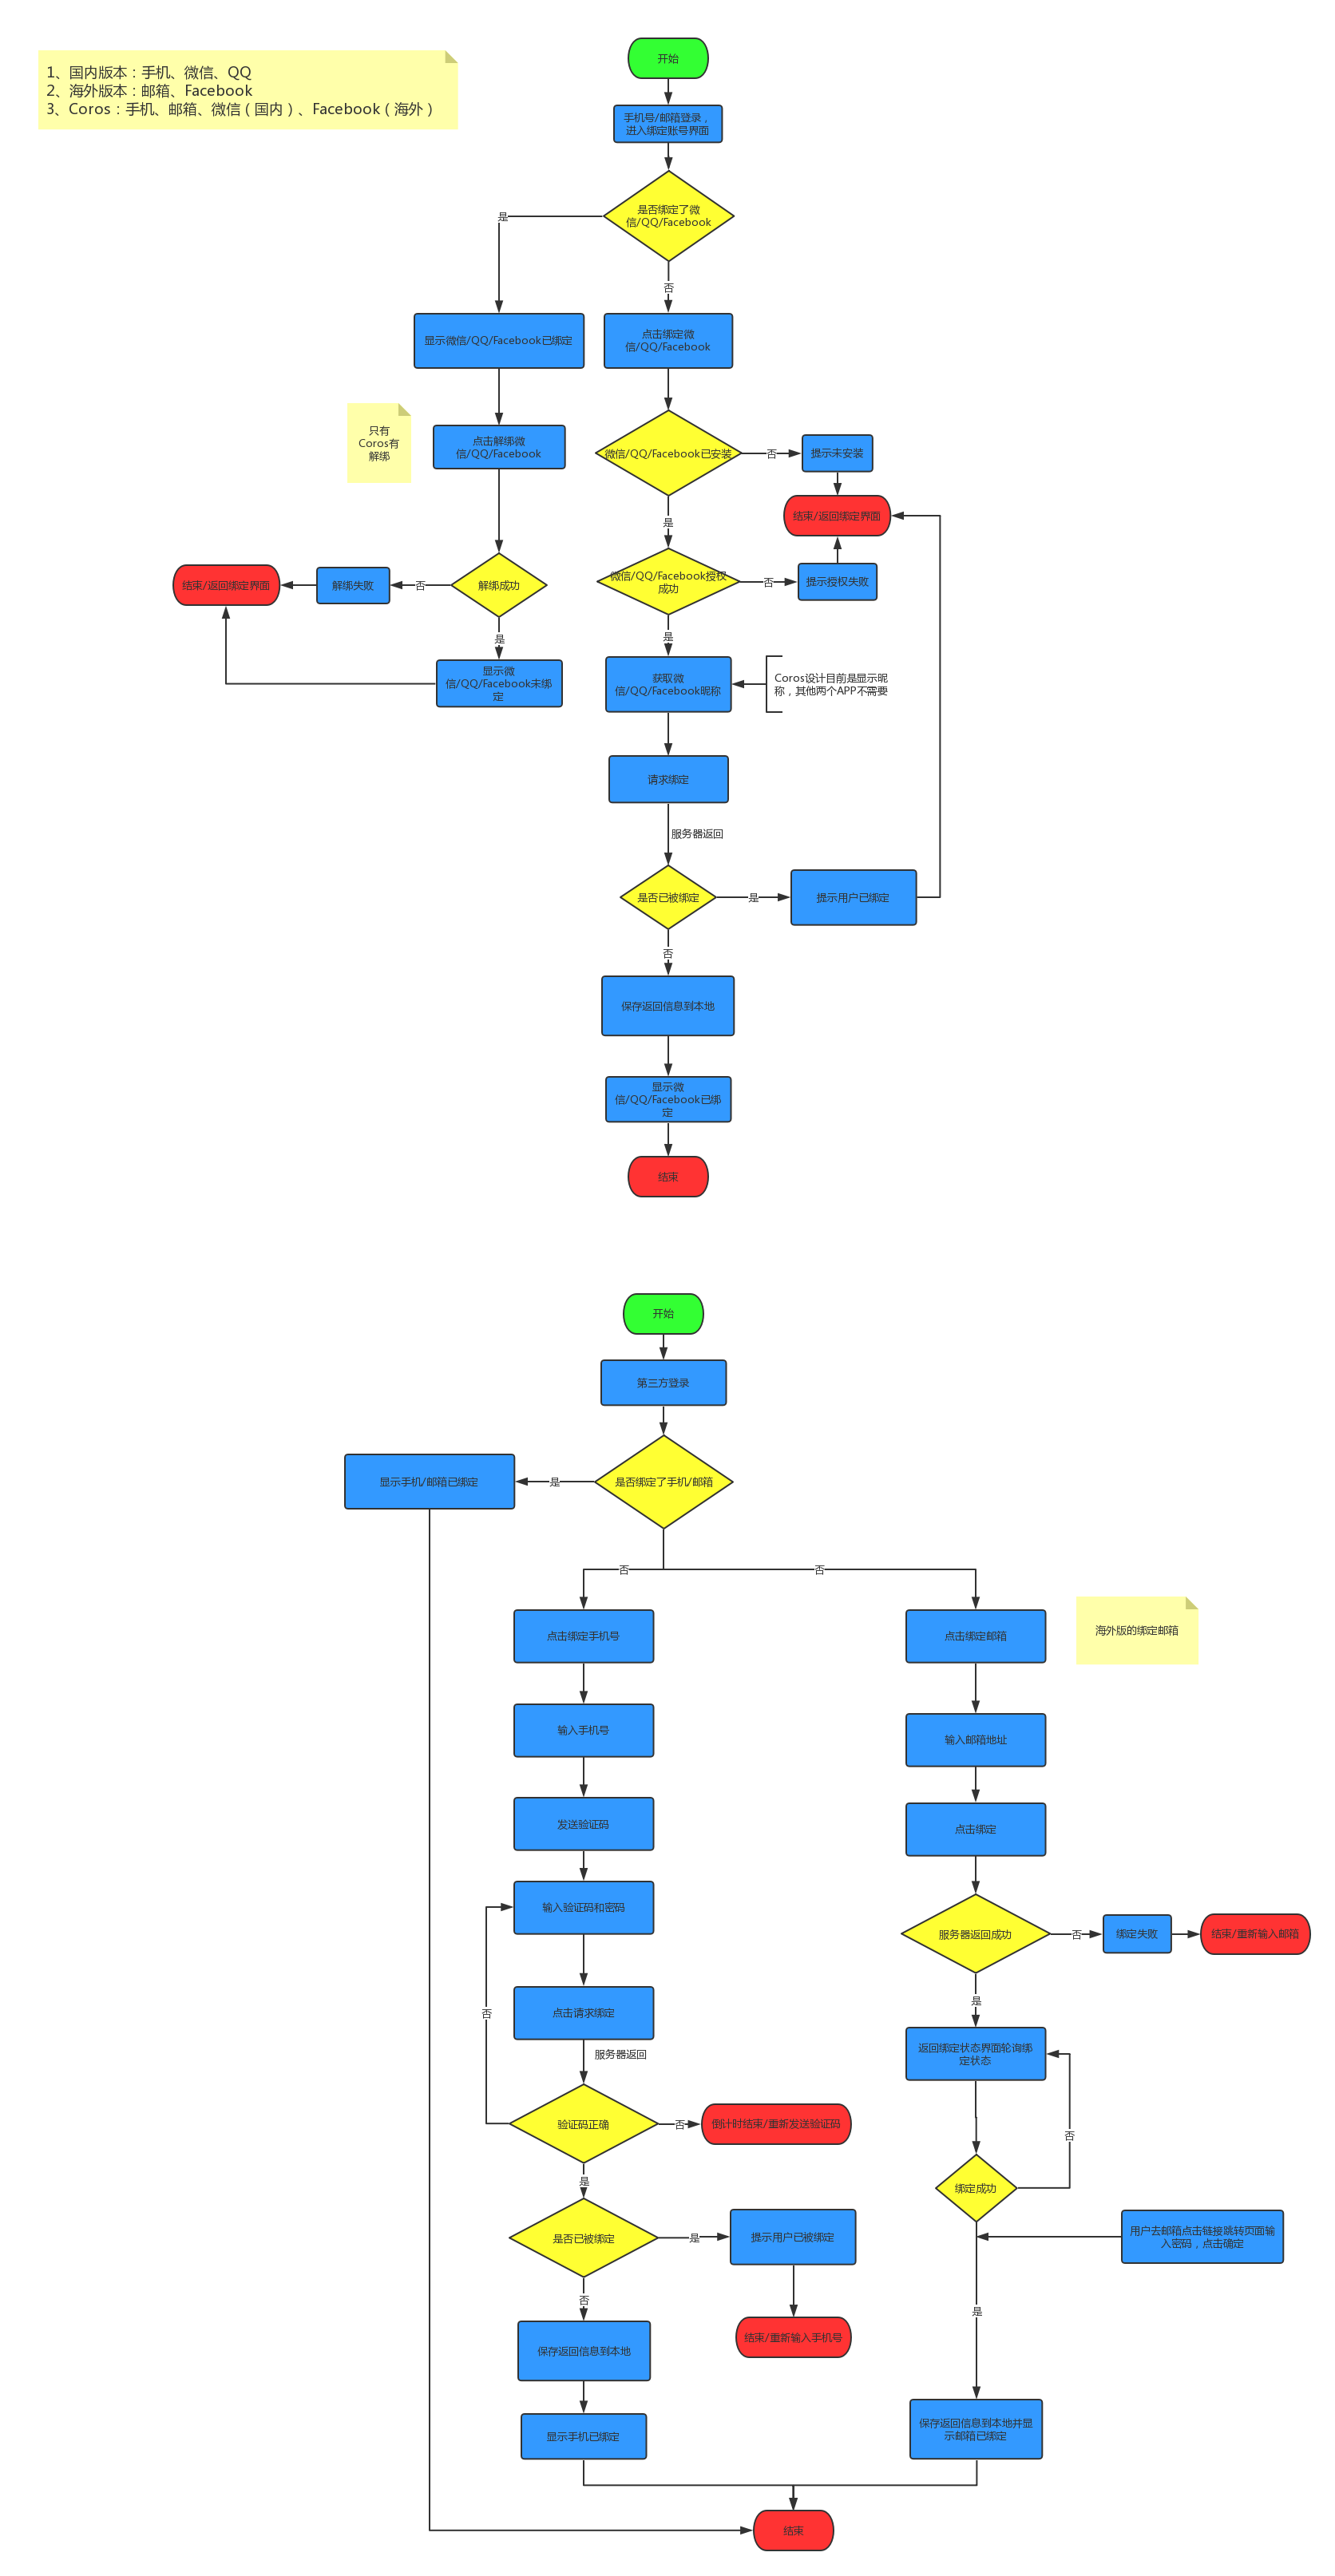 1、国内版本：手机、微信、QQ
2、海外版本：邮箱、Facebook
3、Coros：手机、邮箱、微信（国内）、Facebook（海外）
开始
手机号/邮箱登录，
进入绑定账号界面
是否绑定了微
信/QQ/Facebook
是
否
显示微信/QQ/Facebook已绑定
点击绑定微
信/QQ/Facebook
只有
Coros有
解绑
点击解绑微
信/QQ/Facebook
微信/QQ/Facebook已安装
否
提示未安装
结束/返回绑定界面
是
结束/返回绑定界面
解绑失败
否
解绑成功
微信/QQ/Facebook授权
成功
否
提示授权失败
是
是
显示微
信/QQ/Facebook未绑
定
获取微
信/QQ/Facebook昵称
Coros设计目前是显示昵
称，其他两个APP不需要
请求绑定
服务器返回
是否已被绑定
是
提示用户已绑定
否
保存返回信息到本地
显示微
信/QQ/Facebook已绑
定
结束
开始
第三方登录
显示手机/邮箱已绑定
是
是否绑定了手机/邮箱
否
否
点击绑定手机号
点击绑定邮箱
海外版的绑定邮箱
输入手机号
输入邮箱地址
发送验证码
点击绑定
输入验证码和密码
服务器返回成功
否
绑定失败
结束/重新输入邮箱
否
点击请求绑定
是
服务器返回
返回绑定状态界面轮询绑
定状态
验证码正确
否
倒计时结束/重新发送验证码
否
是
绑定成功
是否已被绑定
是
提示用户已被绑定
用户去邮箱点击链接跳转页面输
入密码，点击确定
否
是
结束/重新输入手机号
保存返回信息到本地
显示手机已绑定
保存返回信息到本地并显
示邮箱已绑定
结束